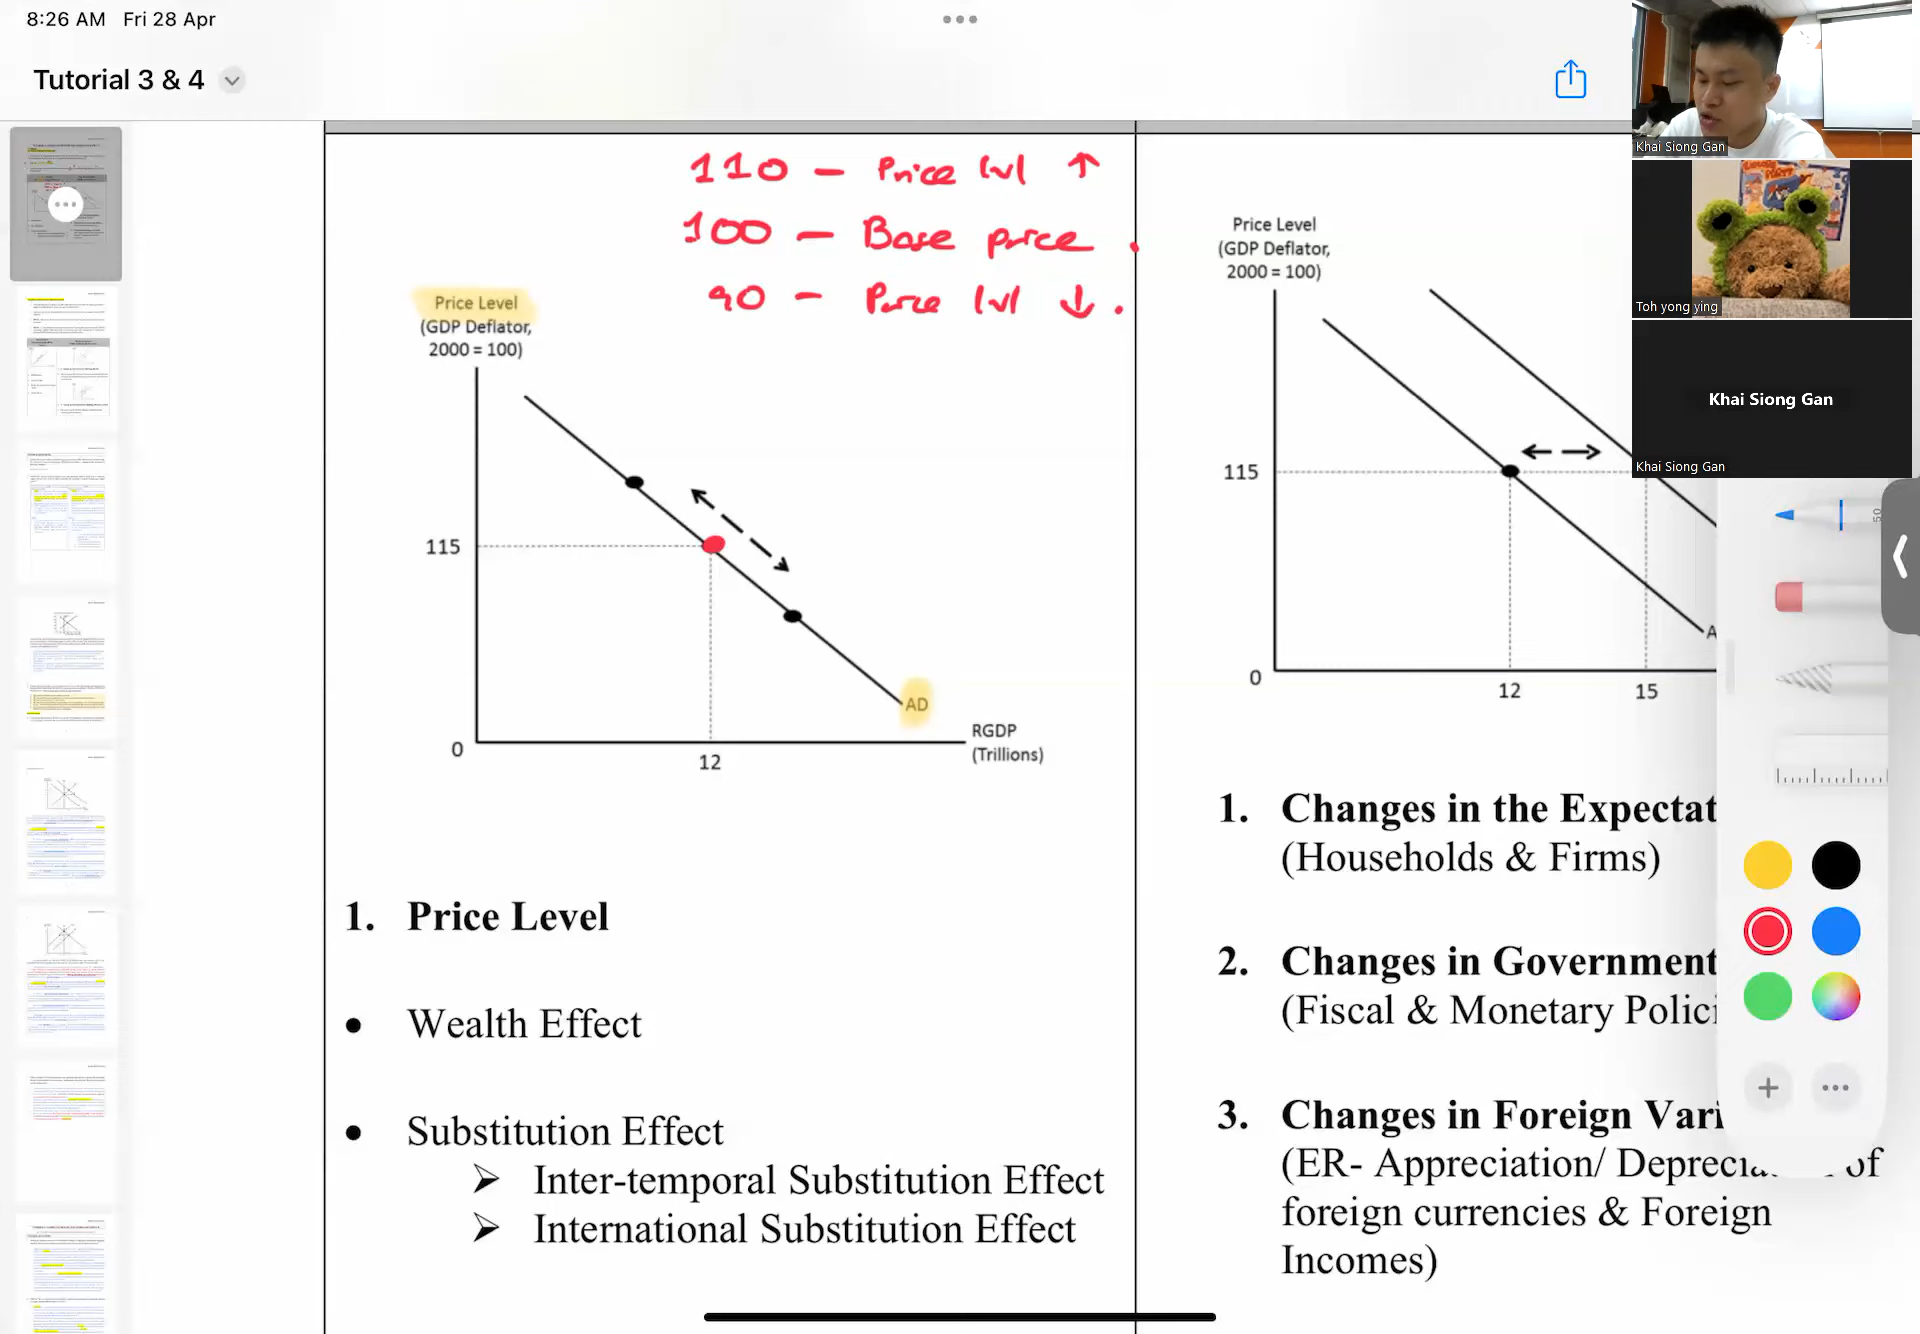 8:26 AM Fri 28 Apr
Tutorial 3 & 4
110 – Price lvl ↑
100 – Base price .
90 – Price lvl ↓ .
Price Level
(GDP Deflator,
2000 = 100)
115
0
12
AD
RGDP
(Trillions)
1. Price Level
• Wealth Effect
• Substitution Effect
➢ Inter-temporal Substitution Effect
➢ International Substitution Effect
Price Level
(GDP Deflator,
2000 = 100)
115
0
12
15
A
1. Changes in the Expectat
(Households & Firms)
2. Changes in Government
(Fiscal & Monetary Polici
3. Changes in Foreign Vari
(ER- Appreciation/ Deprecia of
foreign currencies & Foreign
Incomes)
Khai Siong Gan
Toh yong ying
Khai Siong Gan
Khai Siong Gan
50